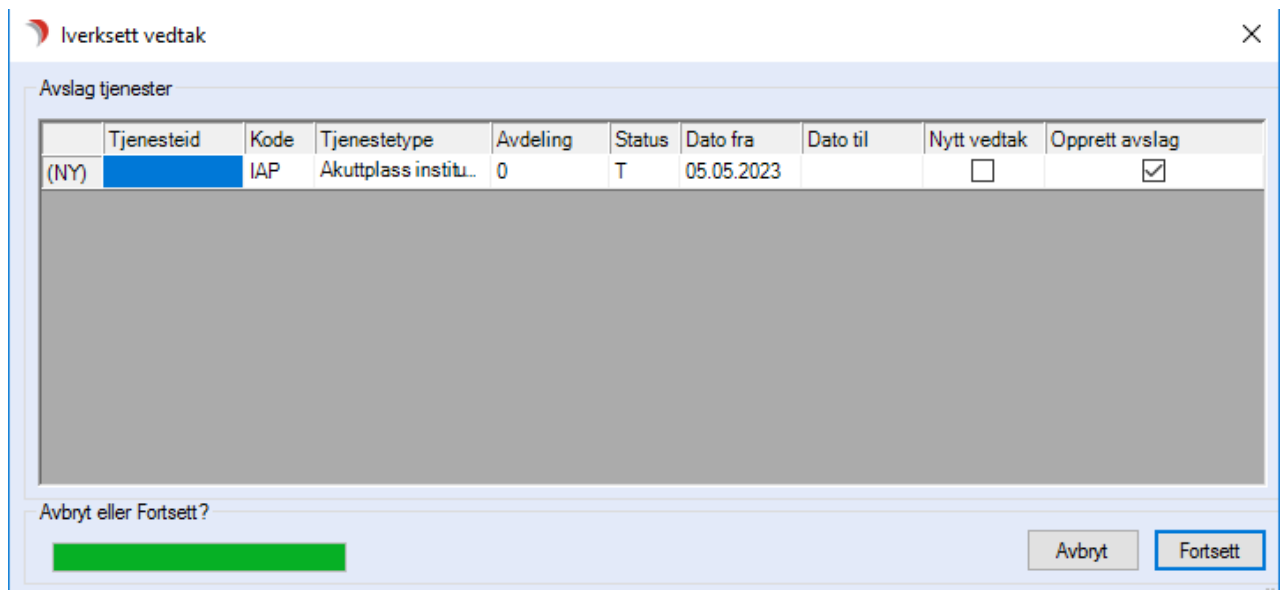 Iverksett vedtak
Avslag tjenester
Tjenesteid Kode Tjenestetype Avdeling Status Dato fra Dato til Nytt vedtak Opprett avslag
(NY) IAP Akuttplass institu... 0 T 05.05.2023
Avbryt eller Fortsett?
Avbryt Fortsett